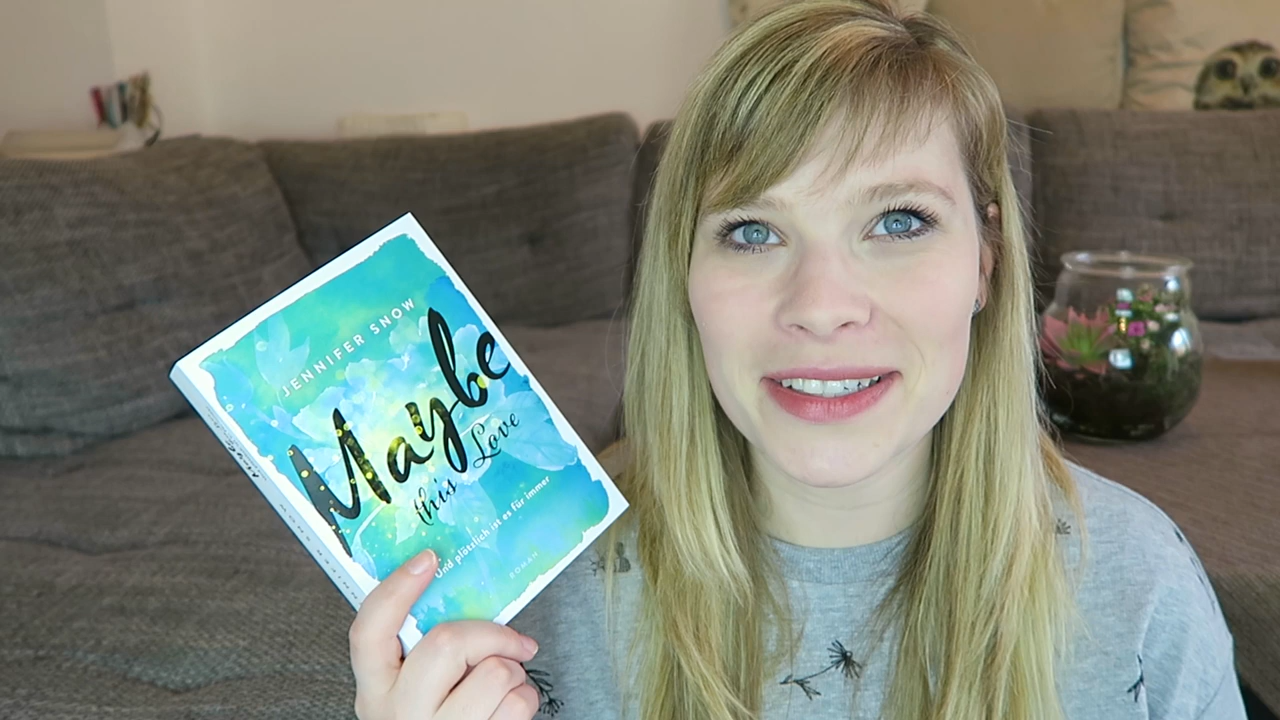 JENNIFER SNOW
Maybe
this Love
Und plötzlich ist es für immer
ROMAN